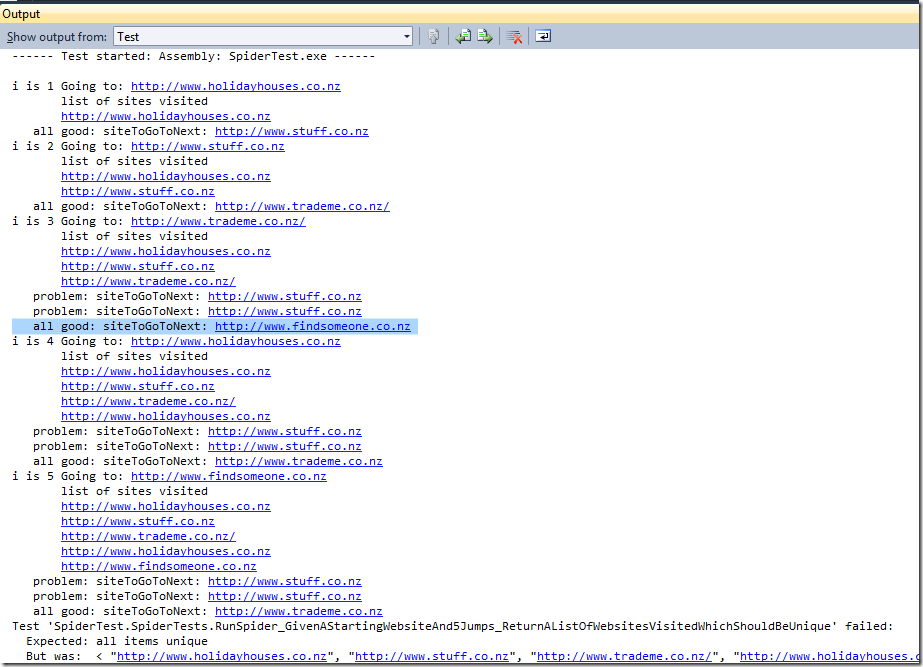 Output
Show output from: Test
------ Test started: Assembly: SpiderTest.exe ------
i is 1 Going to: http://www.holidayhouses.co.nz
list of sites visited
http://www.holidayhouses.co.nz
all good: siteToGoToNext: http://www.stuff.co.nz
i is 2 Going to: http://www.stuff.co.nz
list of sites visited
http://www.holidayhouses.co.nz
http://www.stuff.co.nz
all good: siteToGoToNext: http://www.trademe.co.nz/
i is 3 Going to: http://www.trademe.co.nz/
list of sites visited
http://www.holidayhouses.co.nz
http://www.stuff.co.nz
http://www.trademe.co.nz/
problem: siteToGoToNext: http://www.stuff.co.nz
problem: siteToGoToNext: http://www.stuff.co.nz
all good: siteToGoToNext: http://www.findsomeone.co.nz
i is 4 Going to: http://www.holidayhouses.co.nz
list of sites visited
http://www.holidayhouses.co.nz
http://www.stuff.co.nz
http://www.trademe.co.nz/
http://www.holidayhouses.co.nz
problem: siteToGoToNext: http://www.stuff.co.nz
problem: siteToGoToNext: http://www.stuff.co.nz
all good: siteToGoToNext: http://www.trademe.co.nz
i is 5 Going to: http://www.findsomeone.co.nz
list of sites visited
http://www.holidayhouses.co.nz
http://www.stuff.co.nz
http://www.trademe.co.nz/
http://www.holidayhouses.co.nz
http://www.findsomeone.co.nz
problem: siteToGoToNext: http://www.stuff.co.nz
problem: siteToGoToNext: http://www.stuff.co.nz
all good: siteToGoToNext: http://www.trademe.co.nz
Test 'SpiderTest.SpiderTests.RunSpider_GivenAStartingWebsiteAnd5Jumps_ReturnAListOfWebsitesVisitedWhichShouldBeUnique' failed:
Expected: all items unique
But was: < "http://www.holidayhouses.co.nz", "http://www.stuff.co.nz", "http://www.trademe.co.nz/", "http://www.holidayhouses.c